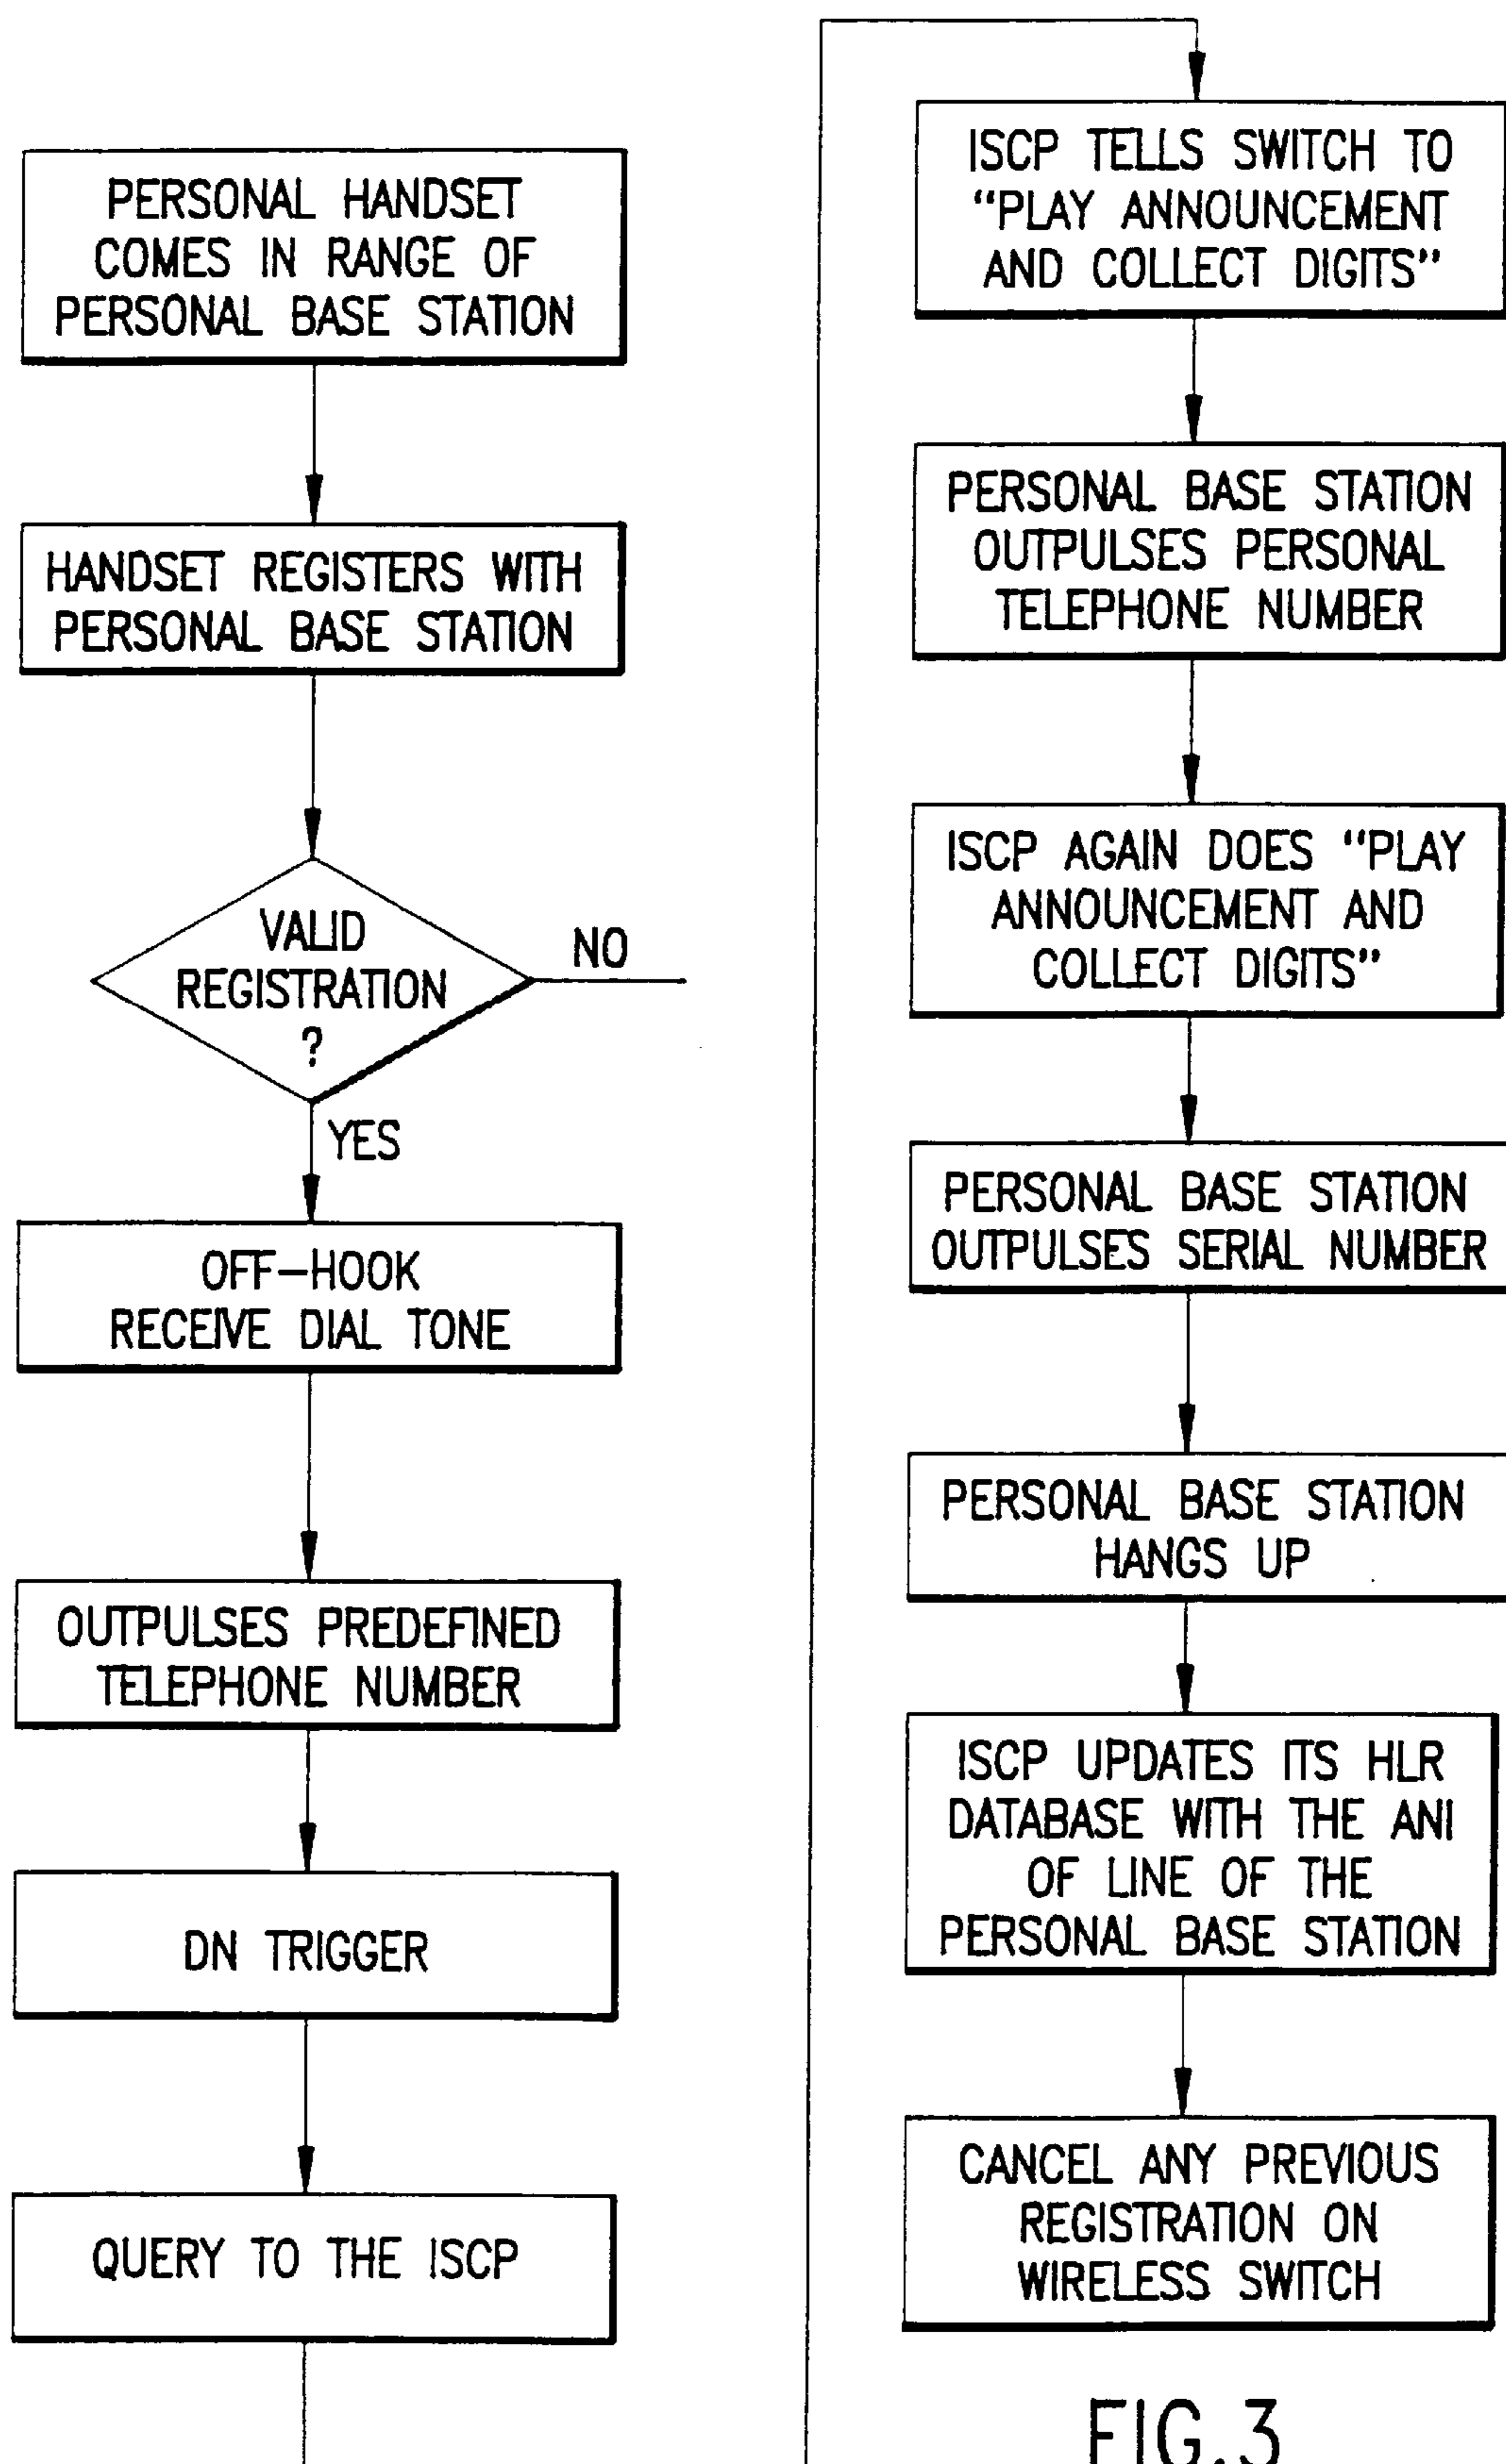 PERSONAL HANDSET
COMES IN RANGE OF
PERSONAL BASE STATION
HANDSET REGISTERS WITH
PERSONAL BASE STATION
VALID
REGISTRATION
?
NO
YES
OFF-HOOK
RECEIVE DIAL TONE
OUTPULSES PREDEFINED
TELEPHONE NUMBER
DN TRIGGER
QUERY TO THE ISCP
ISCP TELLS SWITCH TO
"PLAY ANNOUNCEMENT
AND COLLECT DIGITS"
PERSONAL BASE STATION
OUTPULSES PERSONAL
TELEPHONE NUMBER
ISCP AGAIN DOES "PLAY
ANNOUNCEMENT AND
COLLECT DIGITS"
PERSONAL BASE STATION
OUTPULSES SERIAL NUMBER
PERSONAL BASE STATION
HANGS UP
ISCP UPDATES ITS HLR
DATABASE WITH THE ANI
OF LINE OF THE
PERSONAL BASE STATION
CANCEL ANY PREVIOUS
REGISTRATION ON
WIRELESS SWITCH
FIG.3